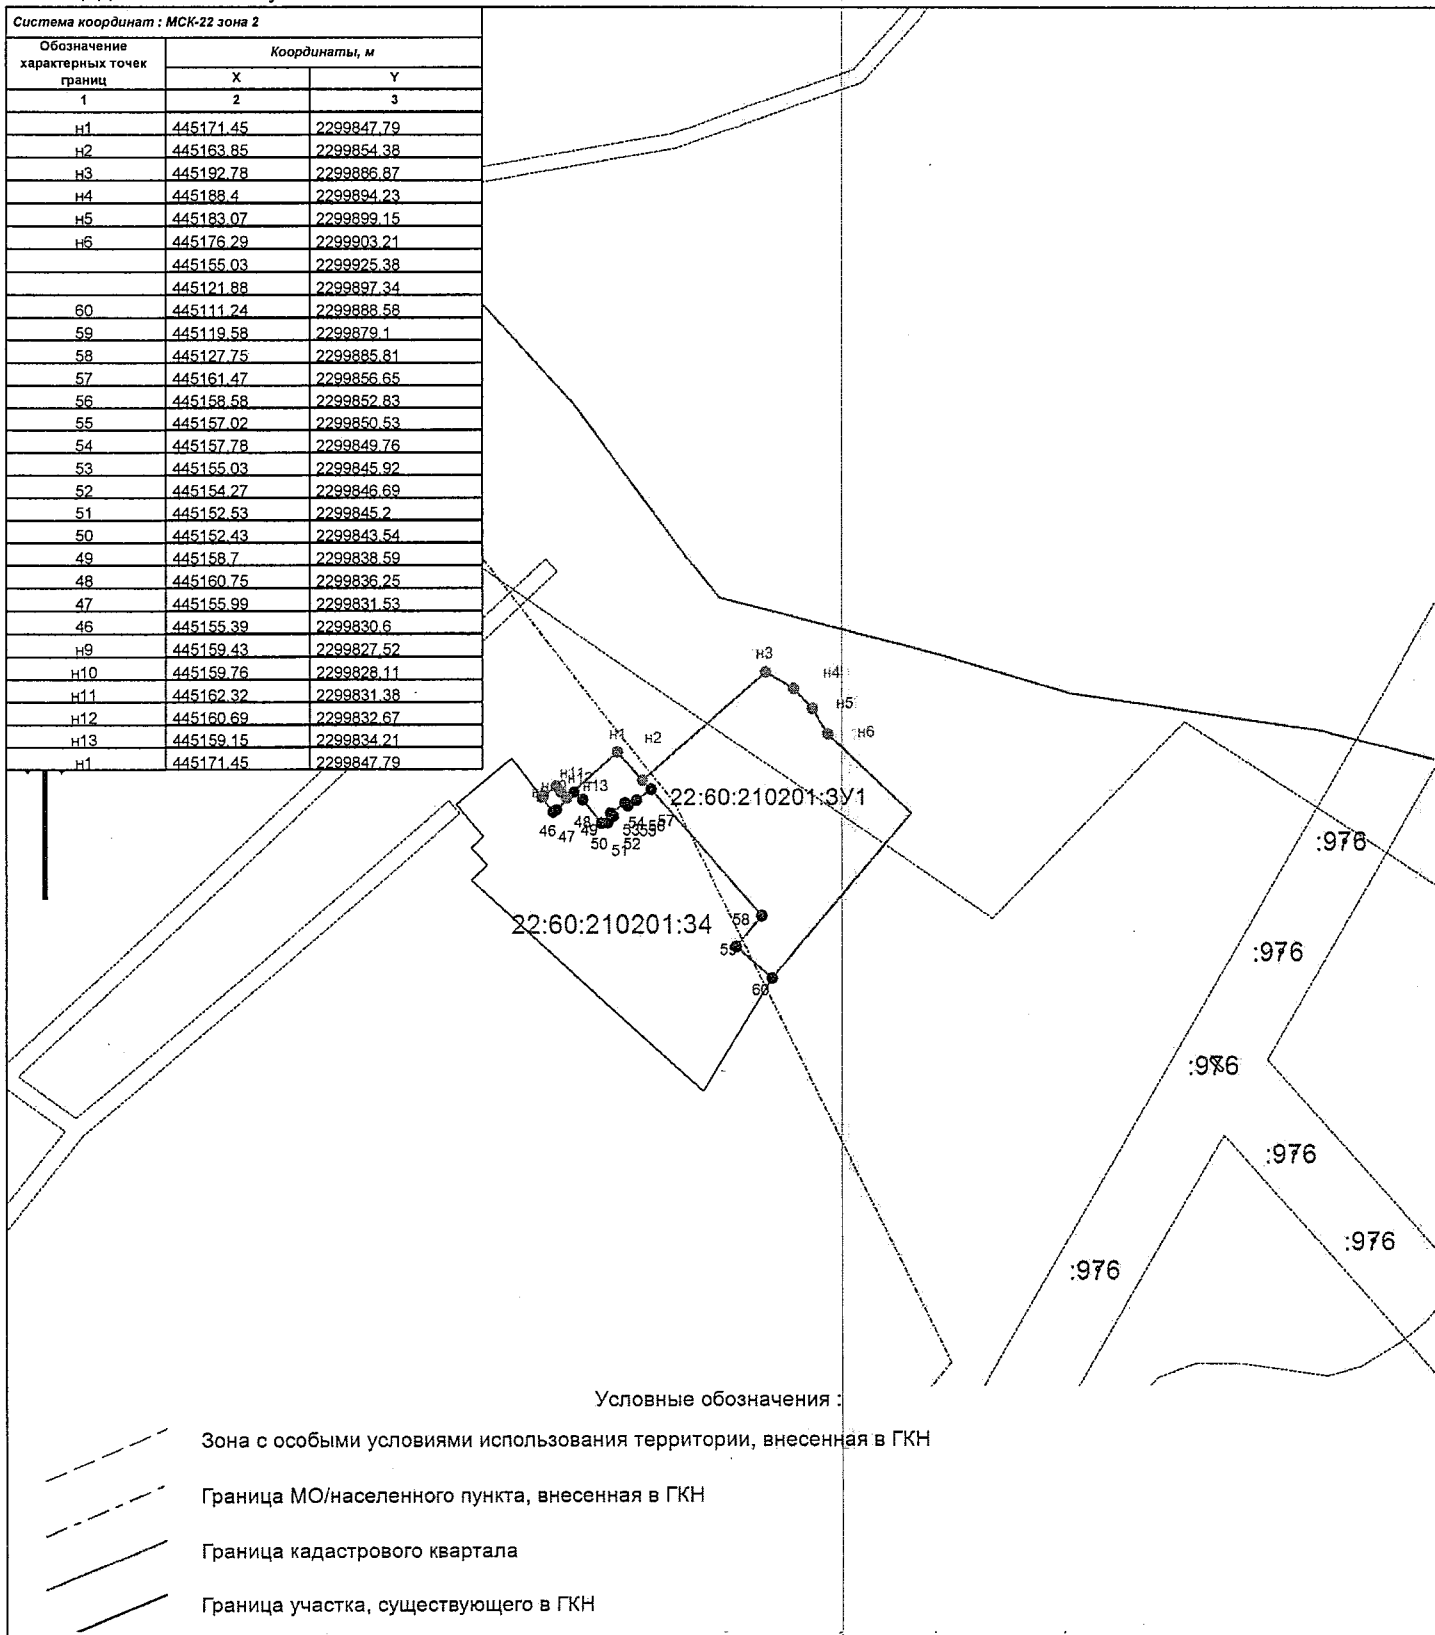 Система координат : МСК-22 зона 2
Обозначение характерных точек границ
Координаты, м
X Y
1 2 3
н1 445171.45 2299847.79
н2 445163.85 2299854.38
н3 445192.78 2299886.87
н4 445188.4 2299894.23
н5 445183.07 2299899.15
н6 445176.29 2299903.21
445155.03 2299925.38
445121.88 2299897.34
60 445111.24 2299888.58
59 445119.58 2299879.1
58 445127.75 2299885.81
57 445161.47 2299856.65
56 445158.58 2299852.83
55 445157.02 2299850.53
54 445157.78 2299849.76
53 445155.03 2299845.92
52 445154.27 2299846.69
51 445152.53 2299845.2
50 445152.43 2299843.54
49 445158.7 2299838.59
48 445160.75 2299836.25
47 445155.99 2299831.53
46 445155.39 2299830.6
н9 445159.43 2299827.52
н10 445159.76 2299828.11
н11 445162.32 2299831.38
н12 445160.69 2299832.67
н13 445159.15 2299834.21
н1 445171.45 2299847.79
н3
н4
н5
н6
н1
н2
н11
н12
н13
22:60:210201:ЗУ1
46
47
48
49
50
51
52
53
54
55
56
57
22:60:210201:34
58
59
60
:976
:976
:976
:976
:976
:976
Условные обозначения :
Зона с особыми условиями использования территории, внесенная в ГКН
Граница МО/населенного пункта, внесенная в ГКН
Граница кадастрового квартала
Граница участка, существующего в ГКН